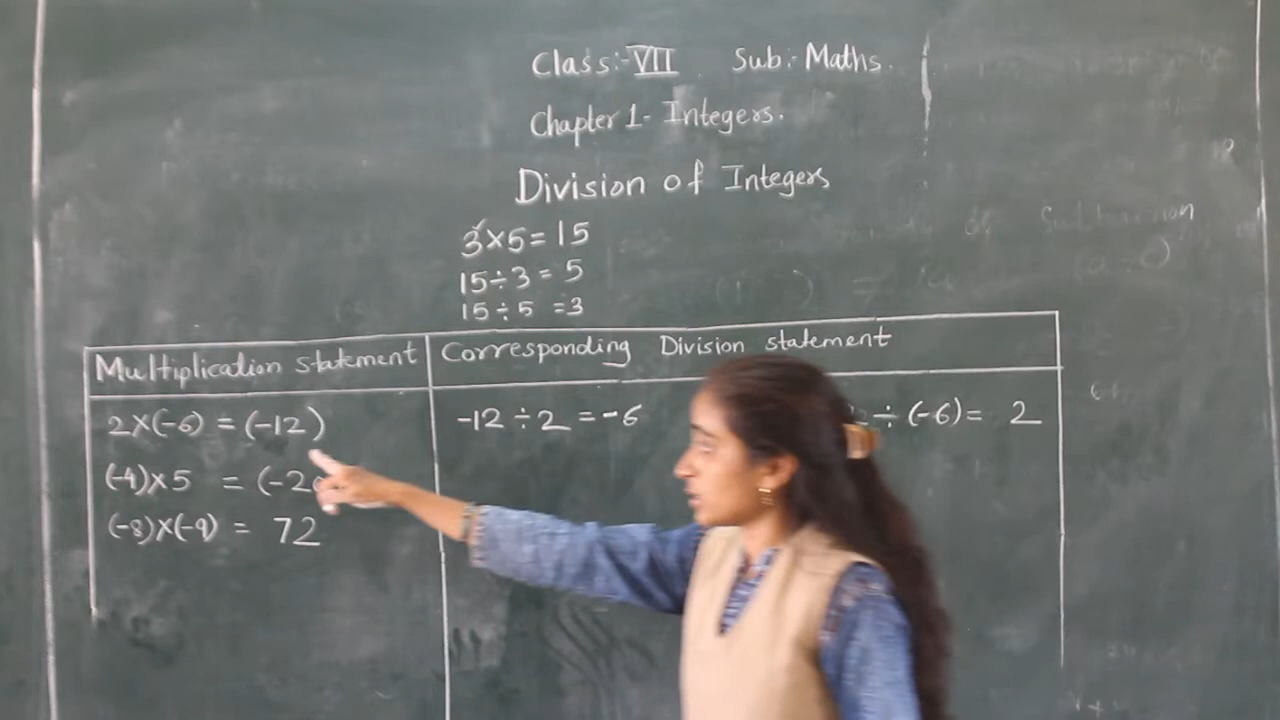 Class:-VII Sub:- Maths.
Chapter 1- Integers.
Division of Integers
3×5=15
15÷3=5
15÷5=3
Multiplication statement Corresponding Division statement
2×(-6)=(-12) -12÷2=-6 ÷(-6)= 2
(-4)×5 = (-2
(-8)×(-9) = 72